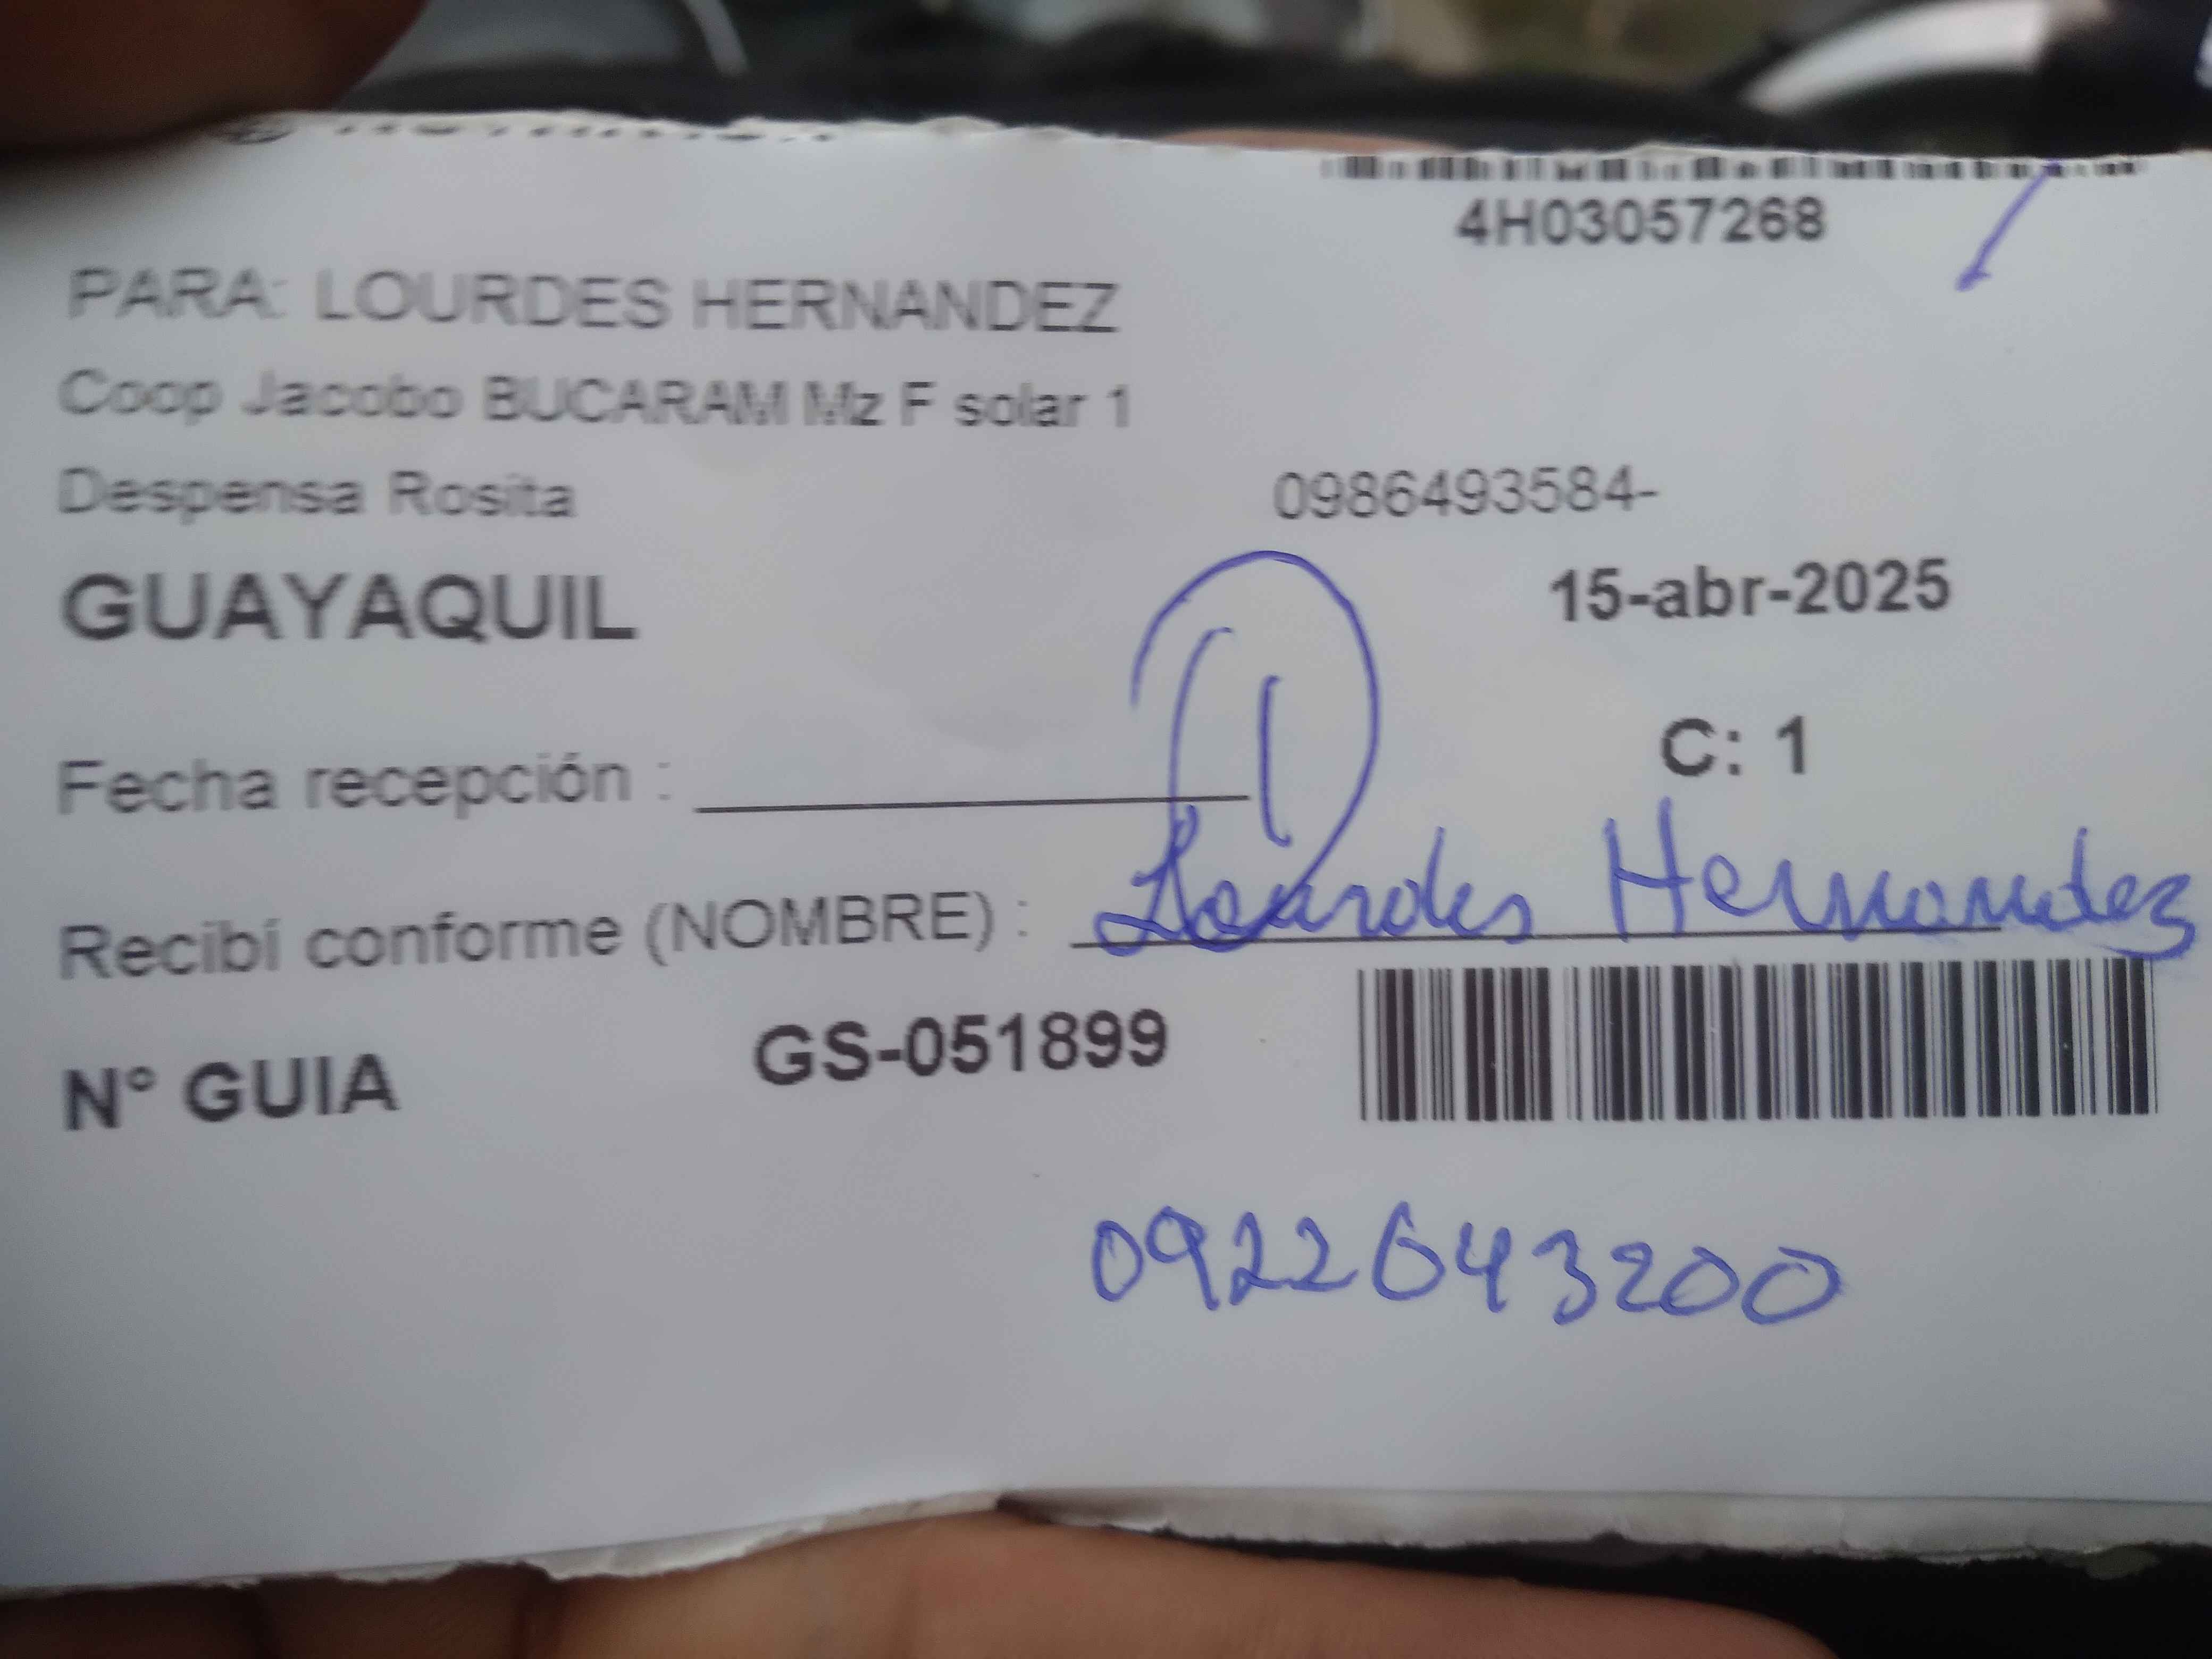 4H03057268
PARA: LOURDES HERNANDEZ
Coop Jacobo BUCARAM Mz F solar 1
Despensa Rosita 0986493584-
GUAYAQUIL 15-abr-2025
C: 1
Fecha recepción :
Recibí conforme (NOMBRE) : Lourdes Hernandez
N° GUIA GS-051899
0922643200